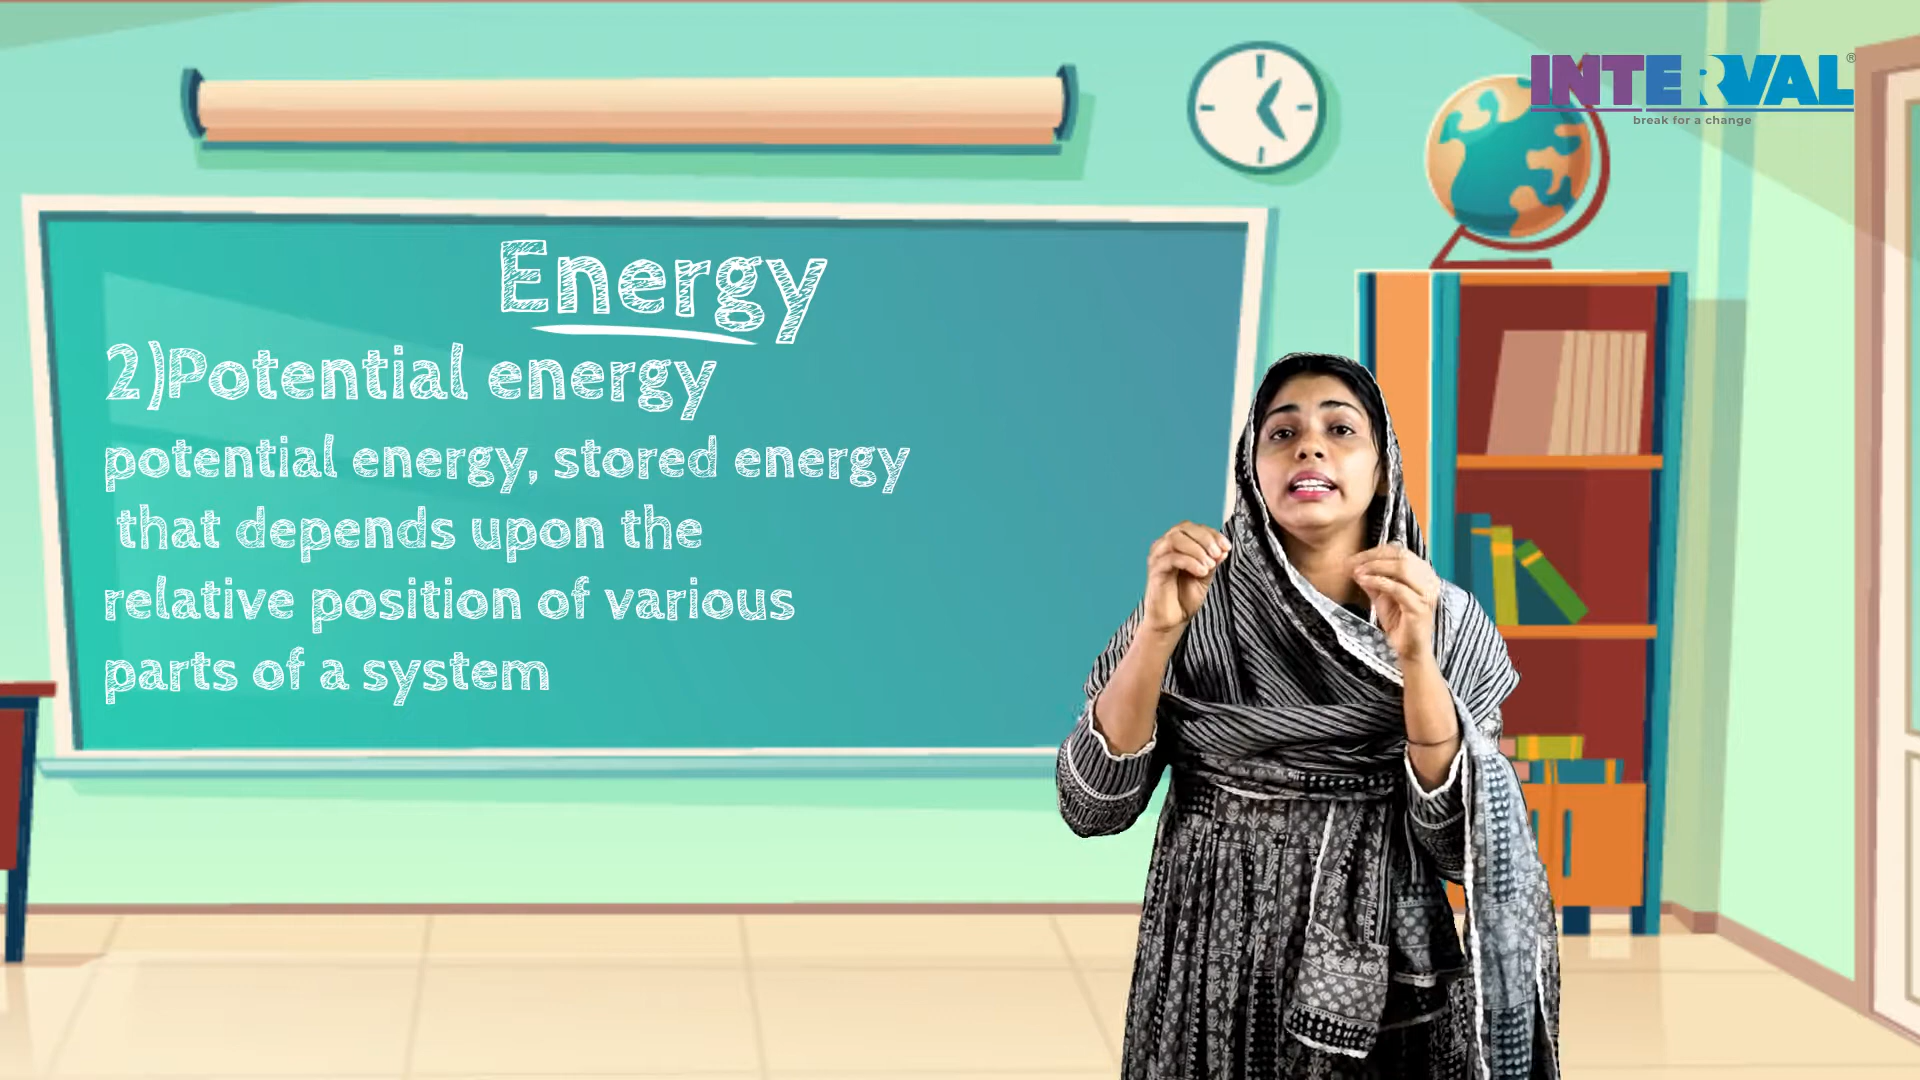 INTERVAL®
break for a change
Energy
2)Potential energy
potential energy, stored energy
that depends upon the
relative position of various
parts of a system